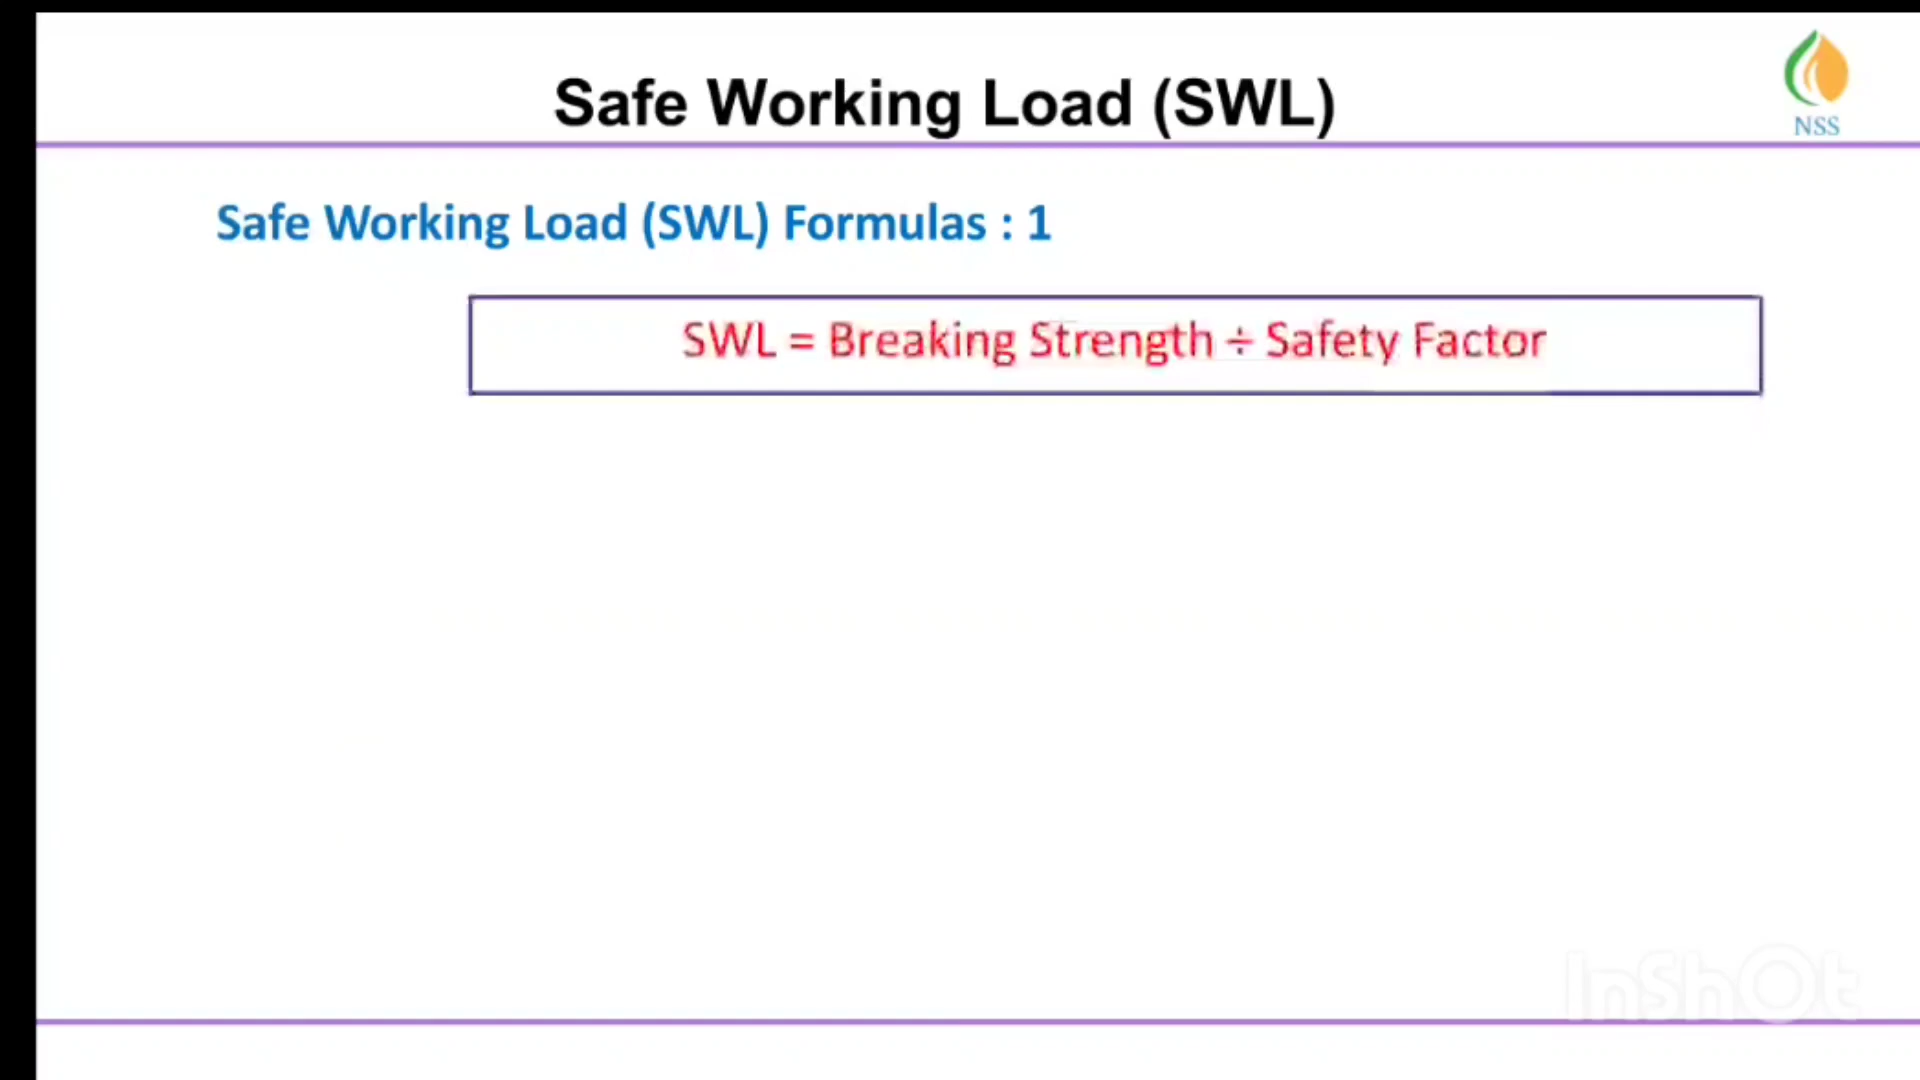 Safe Working Load (SWL)
NSS
Safe Working Load (SWL) Formulas : 1
SWL = Breaking Strength ÷ Safety Factor
InShOt